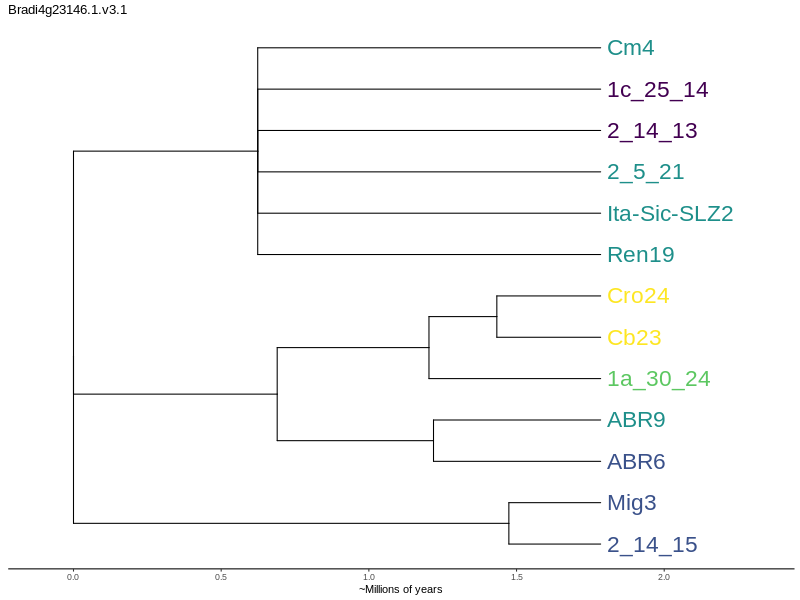 Bradi4g23146.1.v3.1
Cm4
1c_25_14
2_14_13
2_5_21
Ita-Sic-SLZ2
Ren19
Cro24
Cb23
1a_30_24
ABR9
ABR6
Mig3
2_14_15
0.0 0.5 1.0 1.5 2.0
~Millions of years